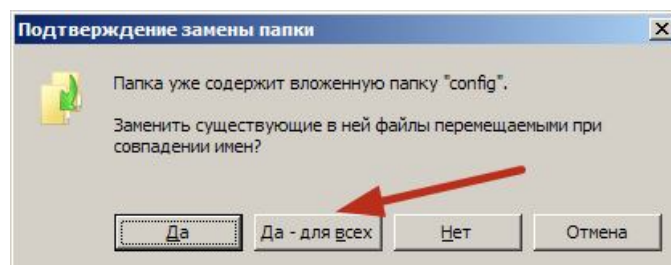 Подтверждение замены папки
Папка уже содержит вложенную папку "config".
Заменить существующие в ней файлы перемещаемыми при
совпадении имен?
Да
Да - для всех
Нет
Отмена